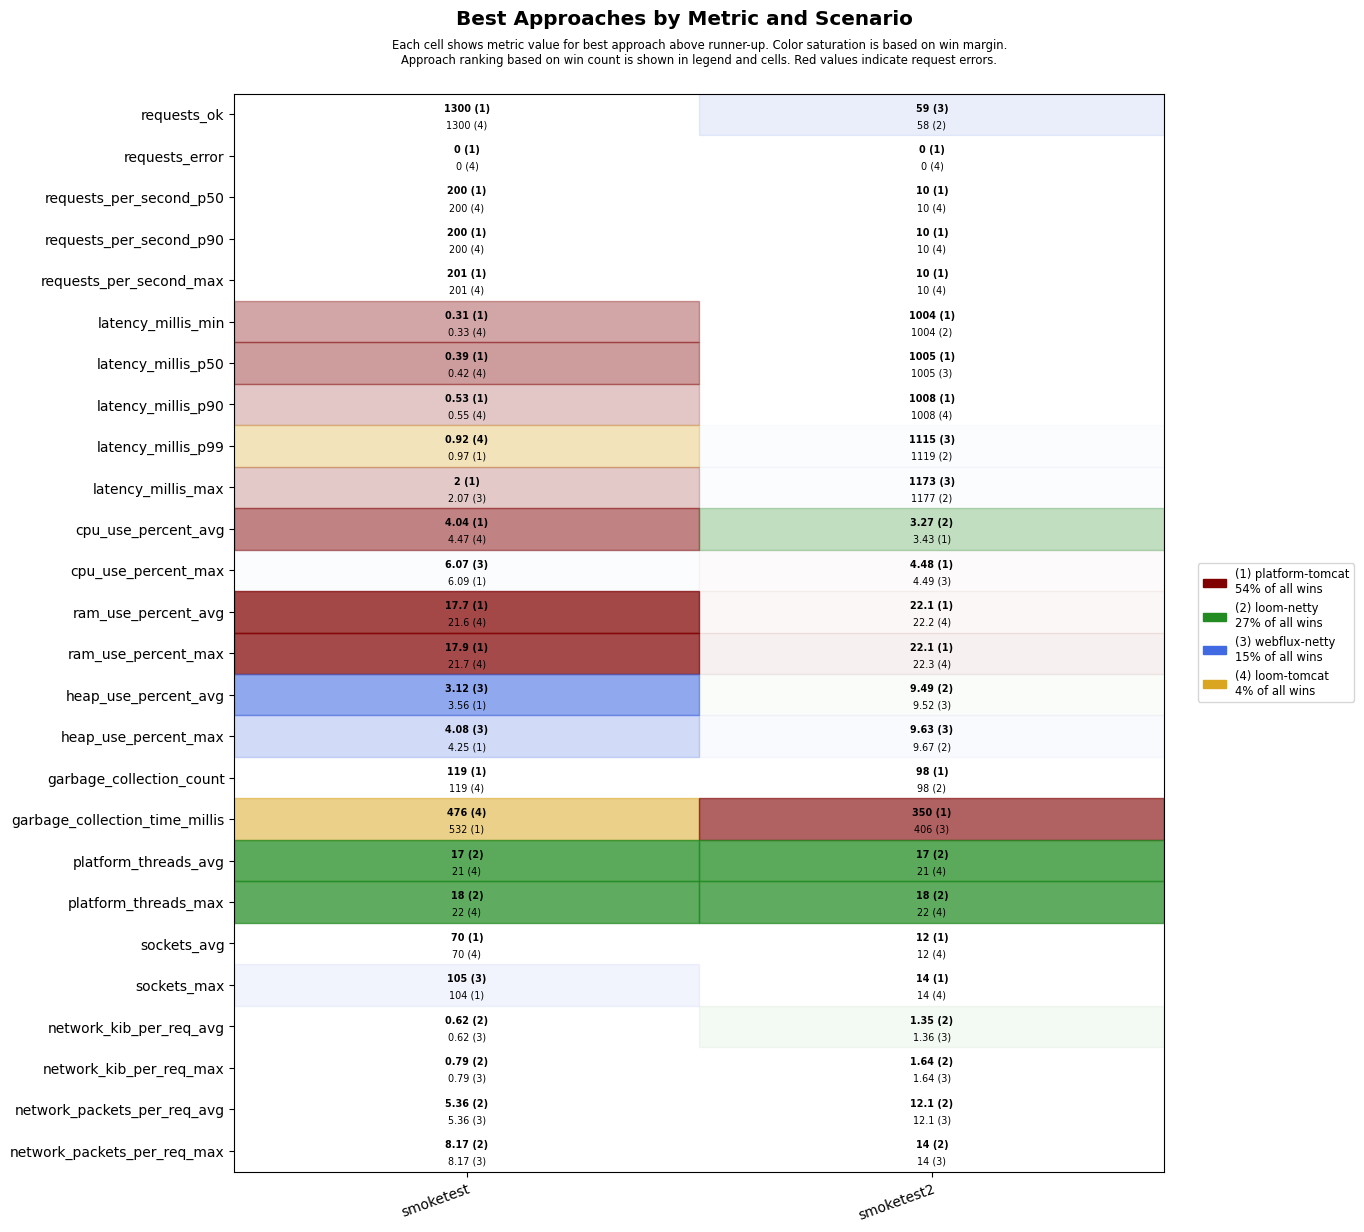 Best Approaches by Metric and Scenario
Each cell shows metric value for best approach above runner-up. Color saturation is based on win margin.
Approach ranking based on win count is shown in legend and cells. Red values indicate request errors.
requests_ok
1300 (1)
1300 (4)
59 (3)
58 (2)
requests_error
0 (1)
0 (4)
0 (1)
0 (4)
requests_per_second_p50
200 (1)
200 (4)
10 (1)
10 (4)
requests_per_second_p90
200 (1)
200 (4)
10 (1)
10 (4)
requests_per_second_max
201 (1)
201 (4)
10 (1)
10 (4)
latency_millis_min
0.31 (1)
0.33 (4)
1004 (1)
1004 (2)
latency_millis_p50
0.39 (1)
0.42 (4)
1005 (1)
1005 (3)
latency_millis_p90
0.53 (1)
0.55 (4)
1008 (1)
1008 (4)
latency_millis_p99
0.92 (4)
0.97 (1)
1115 (3)
1119 (2)
latency_millis_max
2 (1)
2.07 (3)
1173 (3)
1177 (2)
cpu_use_percent_avg
4.04 (1)
4.47 (4)
3.27 (2)
3.43 (1)
cpu_use_percent_max
6.07 (3)
6.09 (1)
4.48 (1)
4.49 (3)
ram_use_percent_avg
17.7 (1)
21.6 (4)
22.1 (1)
22.2 (4)
ram_use_percent_max
17.9 (1)
21.7 (4)
22.1 (1)
22.3 (4)
heap_use_percent_avg
3.12 (3)
3.56 (1)
9.49 (2)
9.52 (3)
heap_use_percent_max
4.08 (3)
4.25 (1)
9.63 (3)
9.67 (2)
garbage_collection_count
119 (1)
119 (4)
98 (1)
98 (2)
garbage_collection_time_millis
476 (4)
532 (1)
350 (1)
406 (3)
platform_threads_avg
17 (2)
21 (4)
17 (2)
21 (4)
platform_threads_max
18 (2)
22 (4)
18 (2)
22 (4)
sockets_avg
70 (1)
70 (4)
12 (1)
12 (4)
sockets_max
105 (3)
104 (1)
14 (1)
14 (4)
network_kib_per_req_avg
0.62 (2)
0.62 (3)
1.35 (2)
1.36 (3)
network_kib_per_req_max
0.79 (2)
0.79 (3)
1.64 (2)
1.64 (3)
network_packets_per_req_avg
5.36 (2)
5.36 (3)
12.1 (2)
12.1 (3)
network_packets_per_req_max
8.17 (2)
8.17 (3)
14 (2)
14 (3)
smoketest
smoketest2
(1) platform-tomcat
54% of all wins
(2) loom-netty
27% of all wins
(3) webflux-netty
15% of all wins
(4) loom-tomcat
4% of all wins